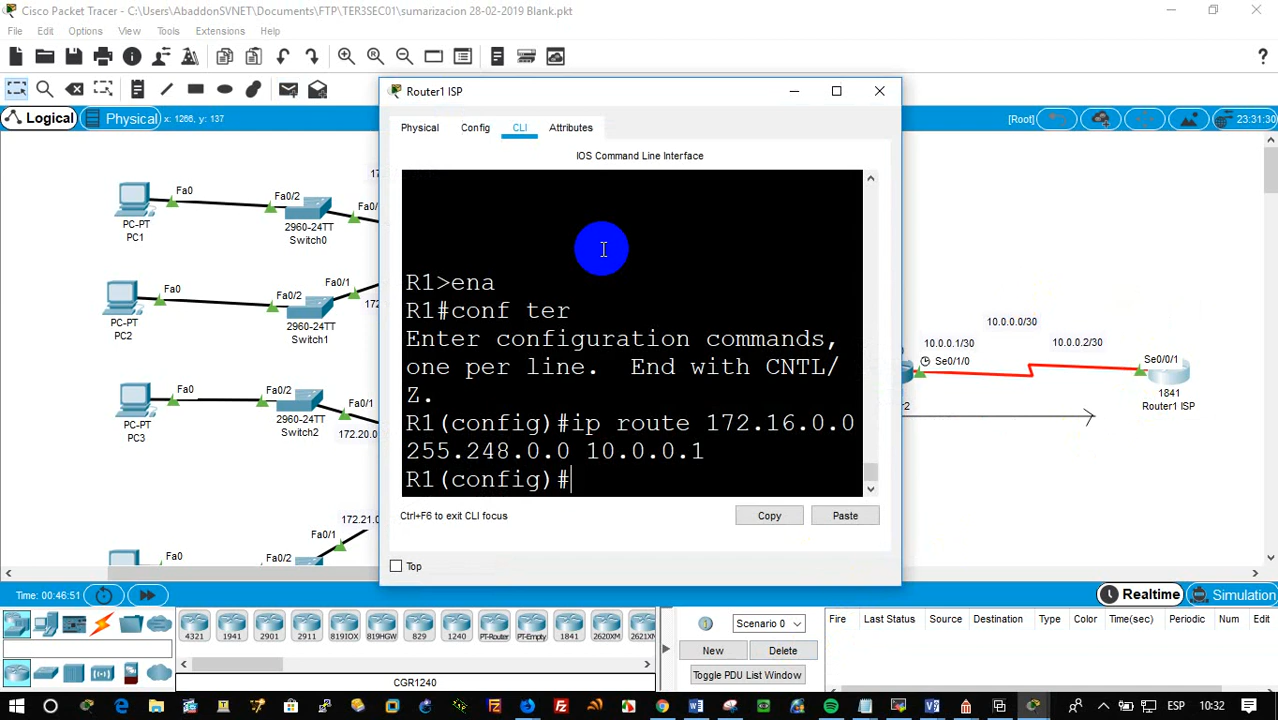 Cisco Packet Tracer - C:\Users\AbaddonSVNET\Documents\FTP\TER3SEC01\sumarizacion 28-02-2019 Blank.pkt
File Edit Options View Tools Extensions Help
Logical Physical x: 1266, y: 137
[Root] 23:31:30
Router1 ISP
Physical Config CLI Attributes
IOS Command Line Interface
R1>ena
R1#conf ter
Enter configuration commands,
one per line.  End with CNTL/
Z.
R1(config)#ip route 172.16.0.0
255.248.0.0 10.0.0.1
R1(config)#
Ctrl+F6 to exit CLI focus
Copy Paste
Top
Fa0
Fa0/2
PC-PT
PC1
2960-24TT
Switch0
Fa0
Fa0/2
Fa0/1
PC-PT
PC2
2960-24TT
Switch1
Fa0
Fa0/2
PC-PT
PC3
2960-24TT
Switch2
172.20.0
172.21.0
Fa0/1
Fa0
Fa0/2
10.0.0.0/30
10.0.0.1/30
10.0.0.2/30
Se0/1/0
Se0/0/1
1841
Router1 ISP
Time: 00:46:51
Realtime Simulation
4321 1941 2901 2911 819IOX 819HGW 829 1240 PT-Router PT-Empty 1841 2620XM 2621XM
CGR1240
Scenario 0
New Delete
Toggle PDU List Window
Fire Last Status Source Destination Type Color Time(sec) Periodic Num Edit
ESP 10:32